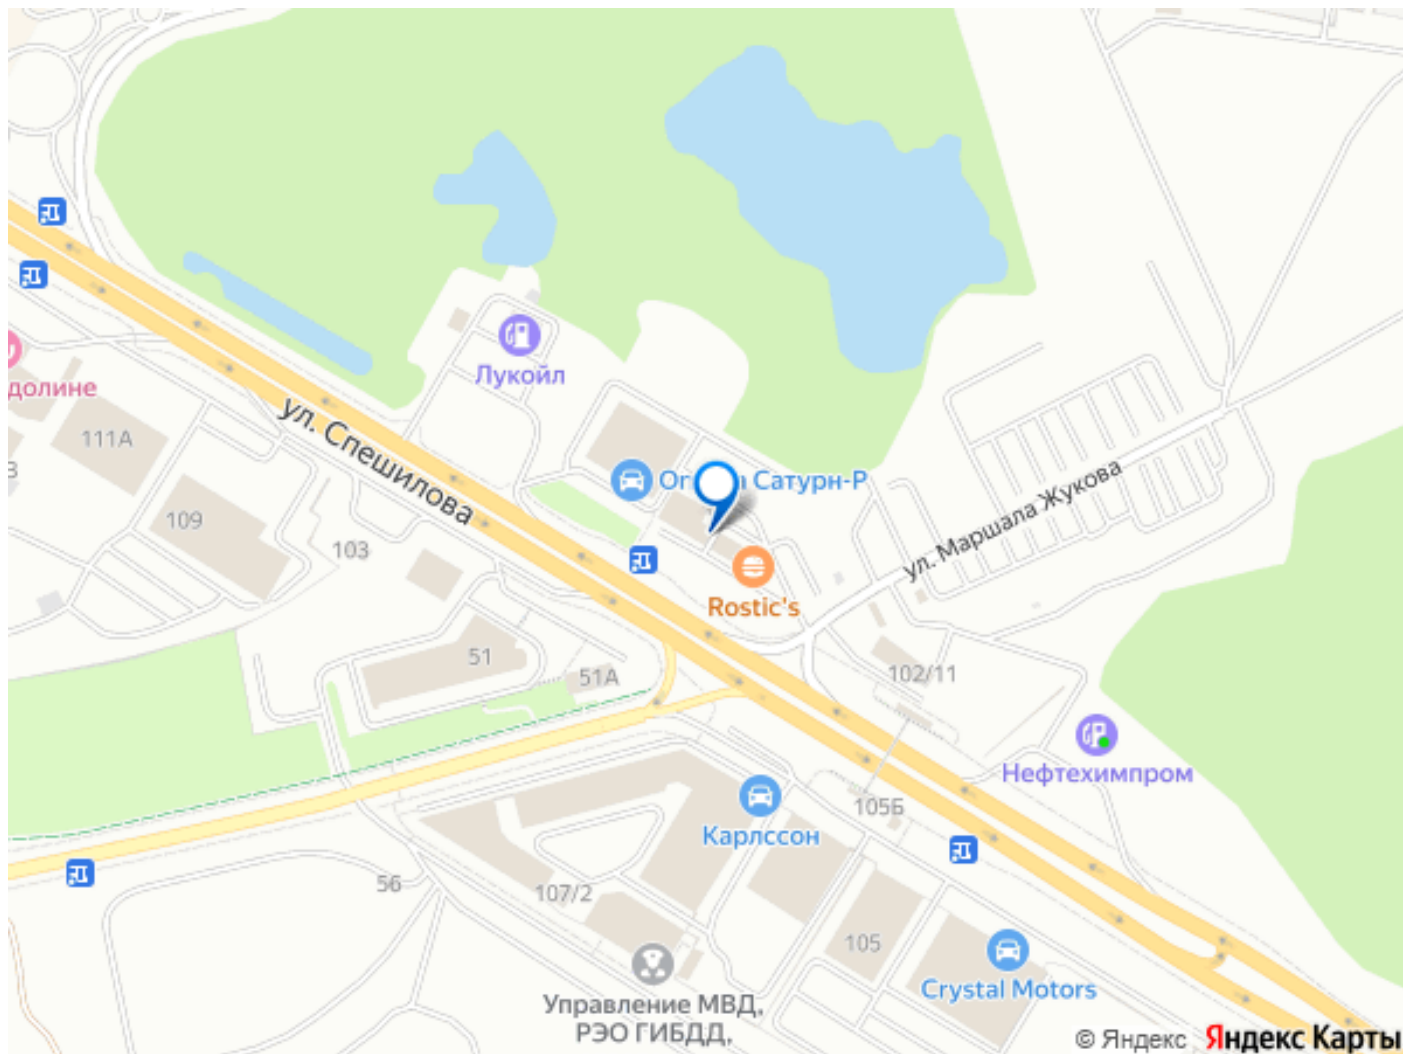 Лукойл
долине
111А
ул. Спешилова
Сатурн-Р
109
103
ул. Маршала Жукова
Rostic's
51
51А
102/11
Нефтехимпром
105Б
Карлссон
56
107/2
105
Crystal Motors
Управление МВД,
РЭО ГИБДД,
© Яндекс Яндекс Карты